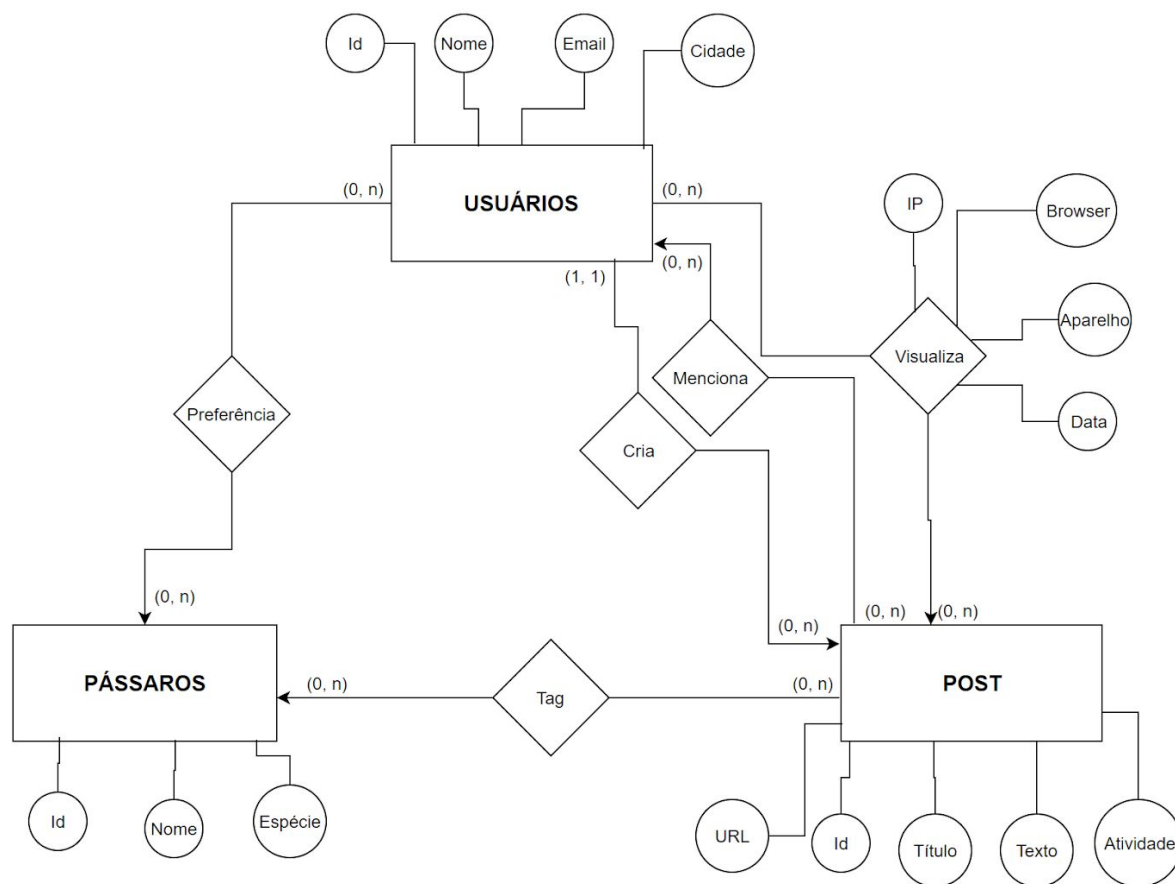 Id
Nome
Email
Cidade
(0, n)
USUÁRIOS
(0, n)
(1, 1)
(0, n)
IP
Browser
Aparelho
Visualiza
Data
Menciona
Preferência
Cria
(0, n)
(0, n)
(0, n)
(0, n)
PÁSSAROS
(0, n)
Tag
(0, n)
POST
Id
Nome
Espécie
URL
Id
Título
Texto
Atividade